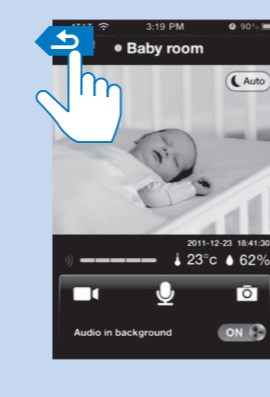 3:19 PM 90%
Baby room
Auto
2011-12-23 18:41:30
23°c 62%
Audio in background ON